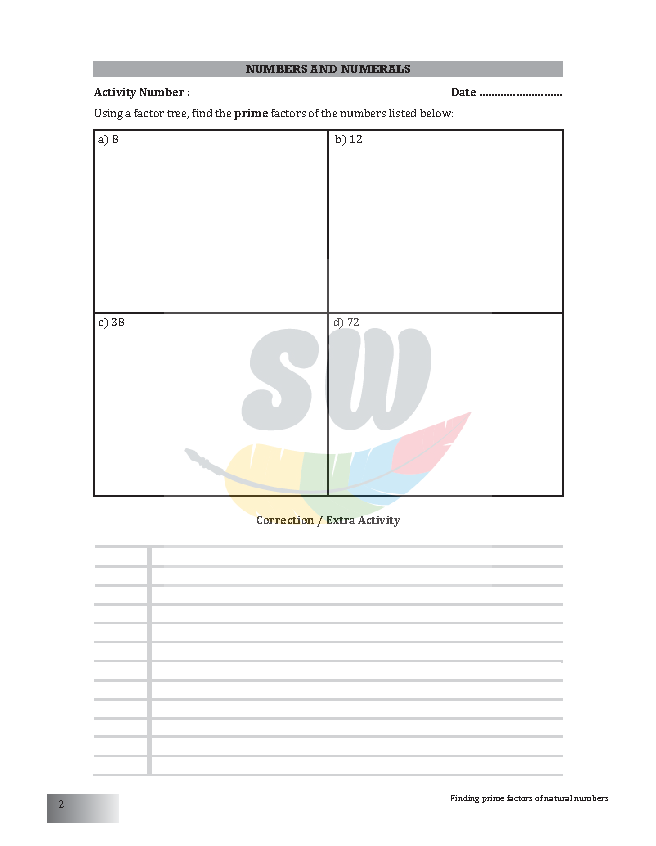 NUMBERS AND NUMERALS
Activity Number : Date ...........................
Using a factor tree, find the prime factors of the numbers listed below:
a) 8 b) 12
c) 38 d) 72
SW
Correction / Extra Activity
2 Finding prime factors of natural numbers